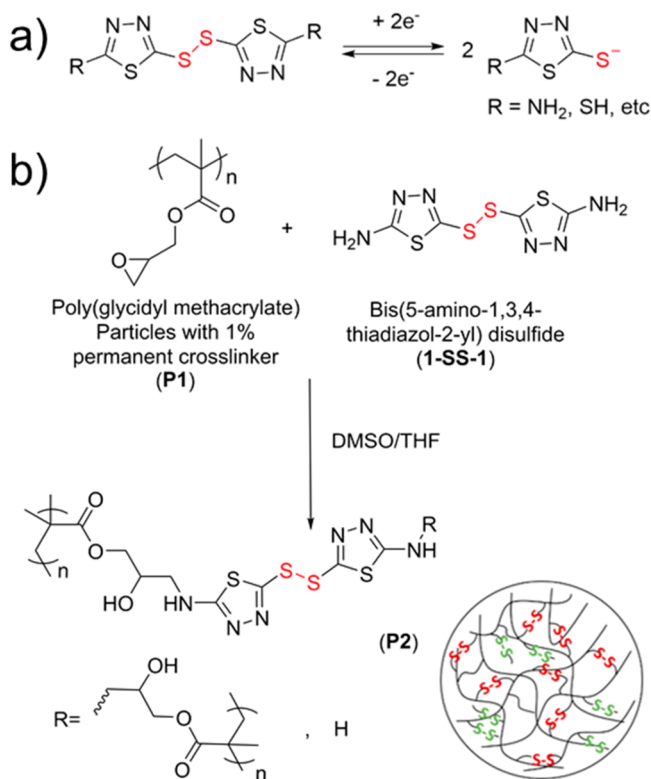 a)
N N S R
R S S S N N
+ 2e⁻
- 2e⁻
2
N N
R S S⁻
R = NH₂, SH, etc
b)
n
O O
O
+
N N S NH₂
H₂N S S S N N
Poly(glycidyl methacrylate)
Particles with 1%
permanent crosslinker
(P1)
Bis(5-amino-1,3,4-
thiadiazol-2-yl) disulfide
(1-SS-1)
DMSO/THF
n
O
O
HO
N
H
S
N N
S S
N N
S
R
NH
(P2)
R=
OH
O
O
n
, H
S-S
S-S
S-S
S-S
S-S
S-S
S-S
S-S
S-S
S-S
S-S
S-S
S-S